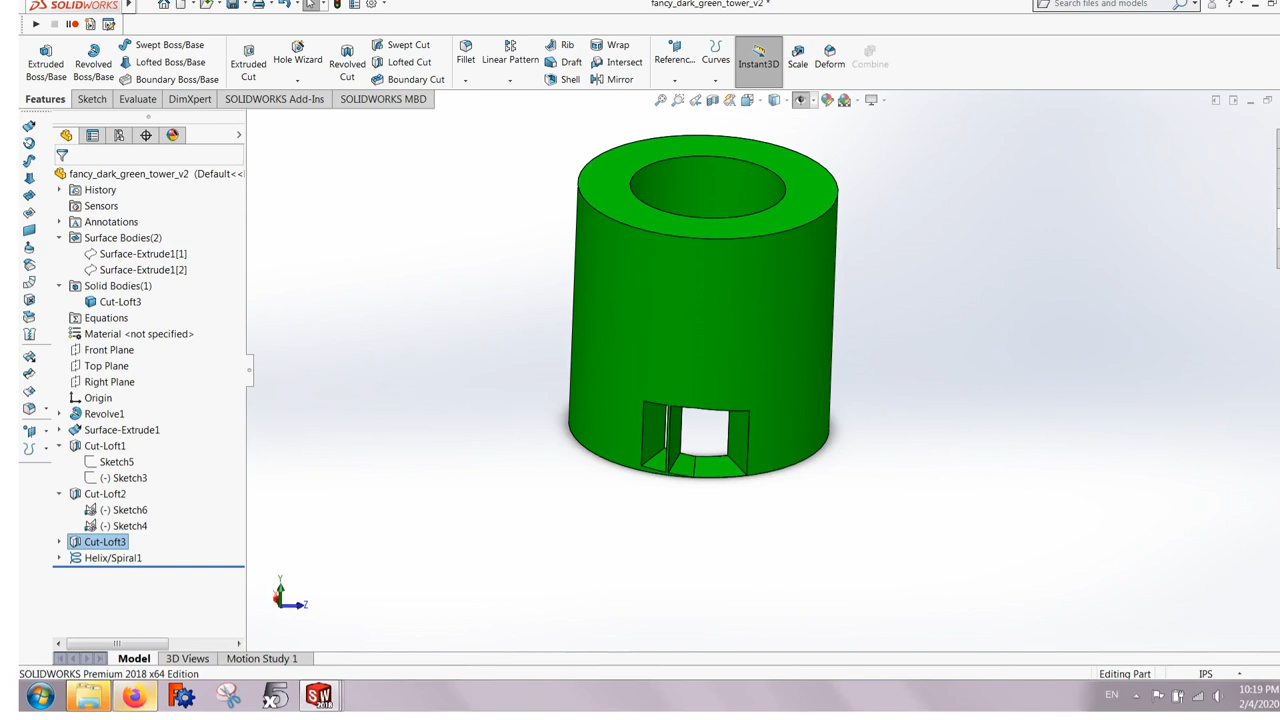 SOLIDWORKS
fancy_dark_green_tower_v2 *
Search files and models
Extruded Boss/Base
Revolved Boss/Base
Swept Boss/Base
Lofted Boss/Base
Boundary Boss/Base
Extruded Cut
Hole Wizard
Revolved Cut
Swept Cut
Lofted Cut
Boundary Cut
Fillet
Linear Pattern
Rib
Draft
Shell
Wrap
Intersect
Mirror
Referenc...
Curves
Instant3D
Scale
Deform
Combine
Features
Sketch
Evaluate
DimXpert
SOLIDWORKS Add-Ins
SOLIDWORKS MBD
fancy_dark_green_tower_v2 (Default<<
History
Sensors
Annotations
Surface Bodies(2)
Surface-Extrude1[1]
Surface-Extrude1[2]
Solid Bodies(1)
Cut-Loft3
Equations
Material <not specified>
Front Plane
Top Plane
Right Plane
Origin
Revolve1
Surface-Extrude1
Cut-Loft1
Sketch5
(-) Sketch3
Cut-Loft2
(-) Sketch6
(-) Sketch4
Cut-Loft3
Helix/Spiral1
Y
Z
Model
3D Views
Motion Study 1
SOLIDWORKS Premium 2018 x64 Edition
Editing Part
IPS
SW
2018
EN
10:19 PM
2/4/2020